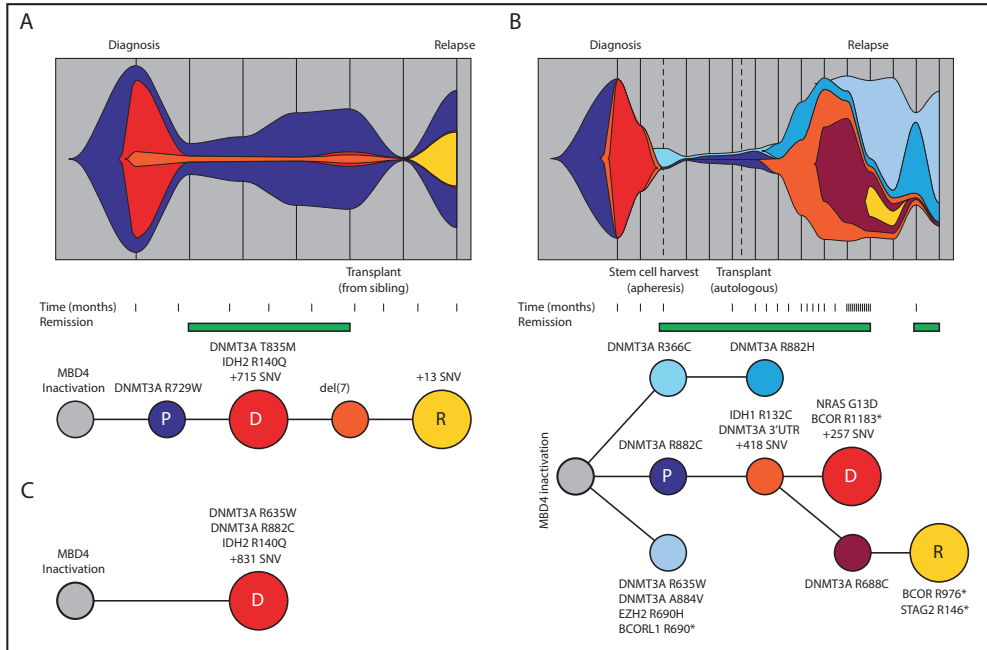 A
Diagnosis
Relapse
Transplant
(from sibling)
Time (months)
Remission
MBD4
Inactivation
DNMT3A R729W
P
DNMT3A T835M
IDH2 R140Q
+715 SNV
D
del(7)
+13 SNV
R
B
Diagnosis
Relapse
Stem cell harvest
(apheresis)
Transplant
(autologous)
Time (months)
Remission
MBD4 inactivation
DNMT3A R366C
DNMT3A R882H
DNMT3A R882C
P
IDH1 R132C
DNMT3A 3'UTR
+418 SNV
NRAS G13D
BCOR R1183*
+257 SNV
D
DNMT3A R635W
DNMT3A A884V
EZH2 R690H
BCORL1 R690*
DNMT3A R688C
R
BCOR R976*
STAG2 R146*
C
MBD4
Inactivation
DNMT3A R635W
DNMT3A R882C
IDH2 R140Q
+831 SNV
D